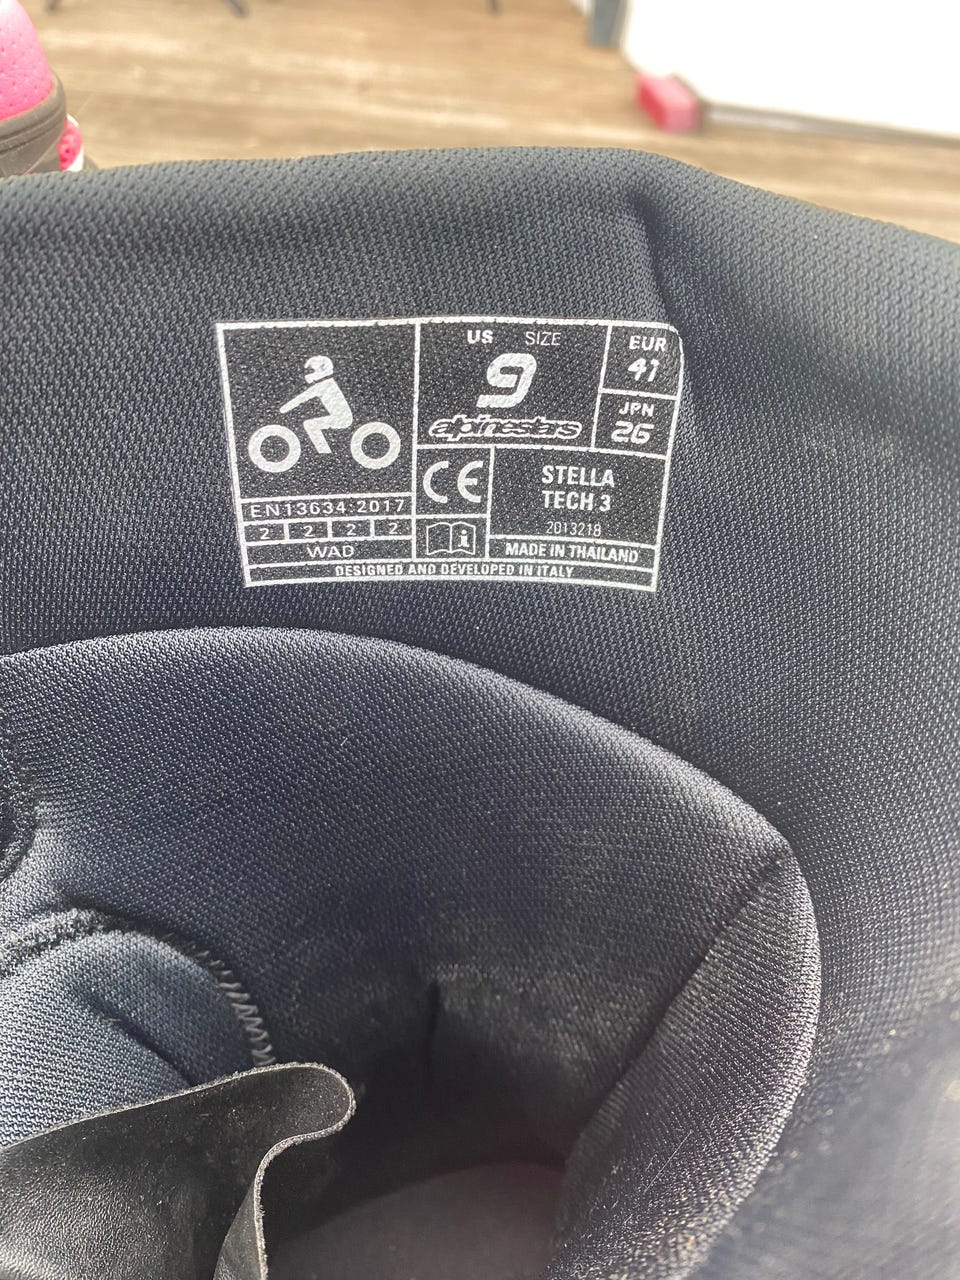 US SIZE
9
alpinestars
EUR
41
JPN
26
CE
STELLA
TECH 3
2013218
EN13634:2017
2 2 2 2
WAD
i
MADE IN THAILAND
DESIGNED AND DEVELOPED IN ITALY